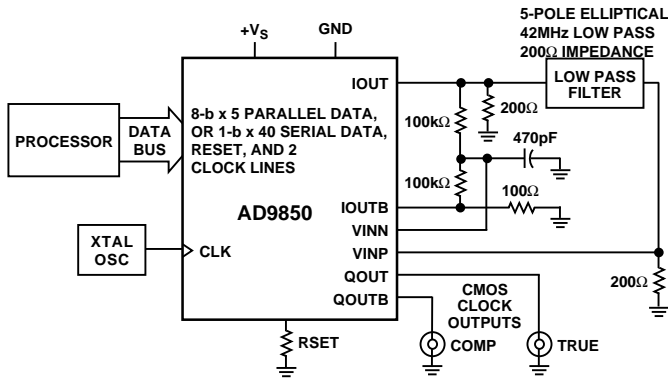 5-POLE ELLIPTICAL
42MHz LOW PASS
200Ω IMPEDANCE
+VS
GND
IOUT
LOW PASS
FILTER
8-b x 5 PARALLEL DATA,
OR 1-b x 40 SERIAL DATA,
RESET, AND 2
CLOCK LINES
PROCESSOR
DATA
BUS
100kΩ
200Ω
470pF
100kΩ
100Ω
AD9850
IOUTB
VINN
XTAL
OSC
CLK
VINP
QOUT
QOUTB
CMOS
CLOCK
OUTPUTS
200Ω
RSET
COMP
TRUE